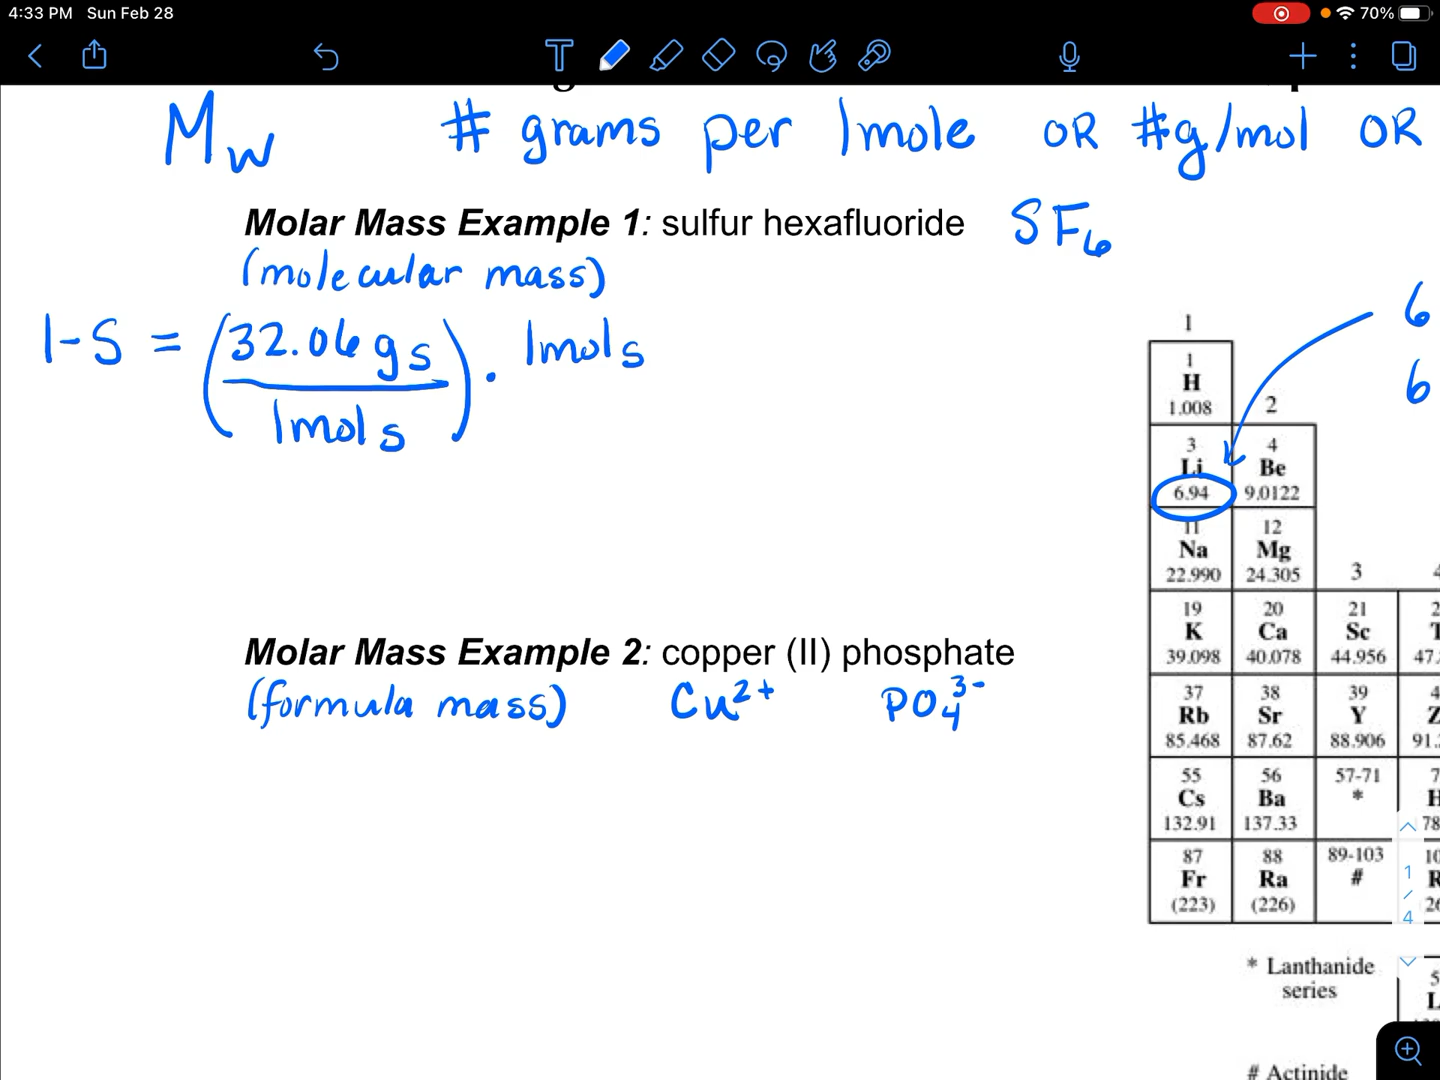 4:33 PM Sun Feb 28
70%
Mw # grams per 1mole OR #g/mol OR
Molar Mass Example 1: sulfur hexafluoride SF6
(molecular mass)
1-S = (32.06 g S / 1mol S) · 1mol S
6
6
Molar Mass Example 2: copper (II) phosphate
(formula mass) Cu2+ PO43-
1
1
H
1.008
2
3 4
Li Be
6.94 9.0122
11 12
Na Mg
22.990 24.305
3
19 20 21
K Ca Sc
39.098 40.078 44.956 47.
37 38 39
Rb Sr Y
85.468 87.62 88.906 91.
55 56 57-71
Cs Ba *
132.91 137.33 78
87 88 89-103
Fr Ra #
(223) (226)
1
/
4
* Lanthanide
series
# Actinide